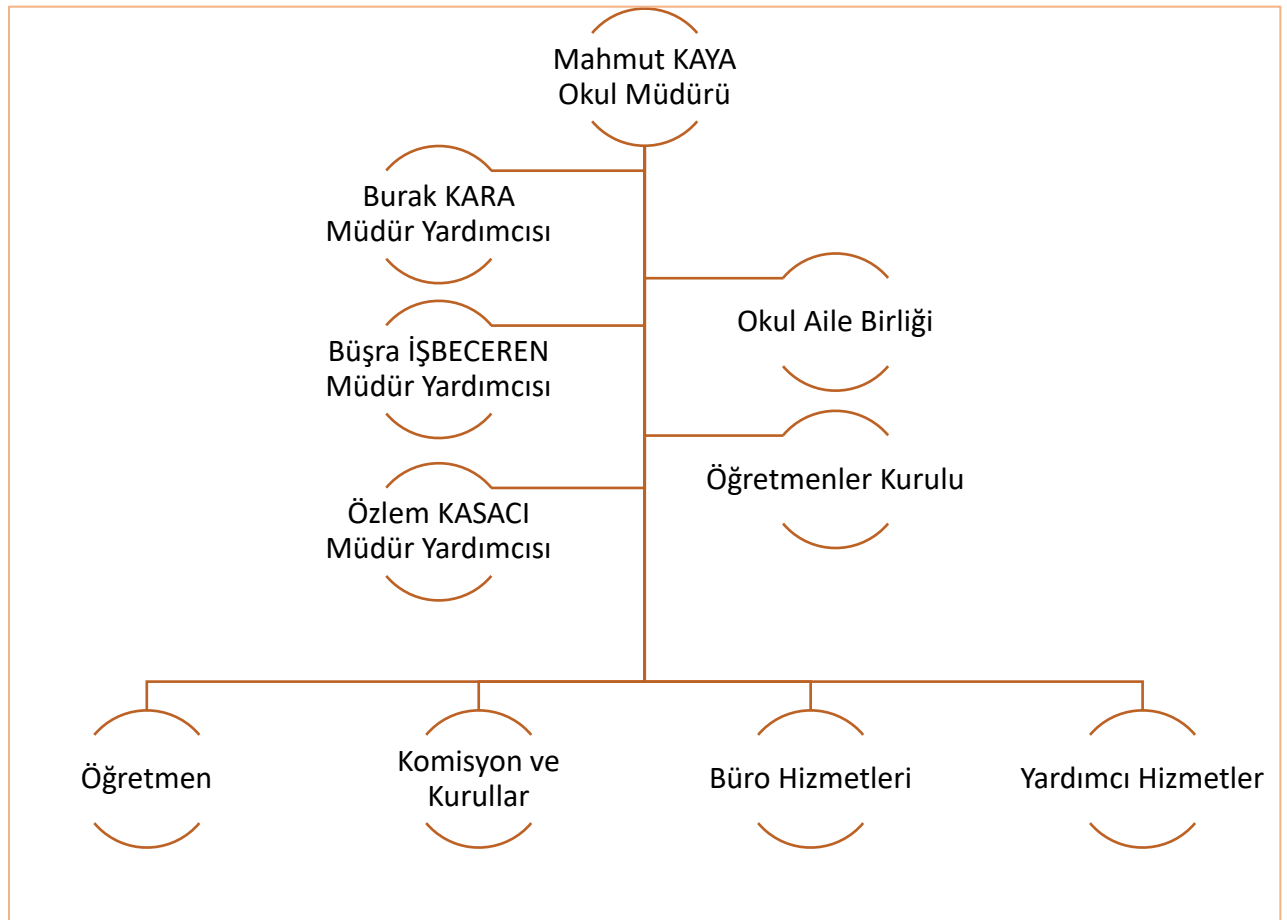 Mahmut KAYA
Okul Müdürü
Burak KARA
Müdür Yardımcısı
Okul Aile Birliği
Büşra İŞBECEREN
Müdür Yardımcısı
Öğretmenler Kurulu
Özlem KASACI
Müdür Yardımcısı
Öğretmen
Komisyon ve
Kurullar
Büro Hizmetleri
Yardımcı Hizmetler